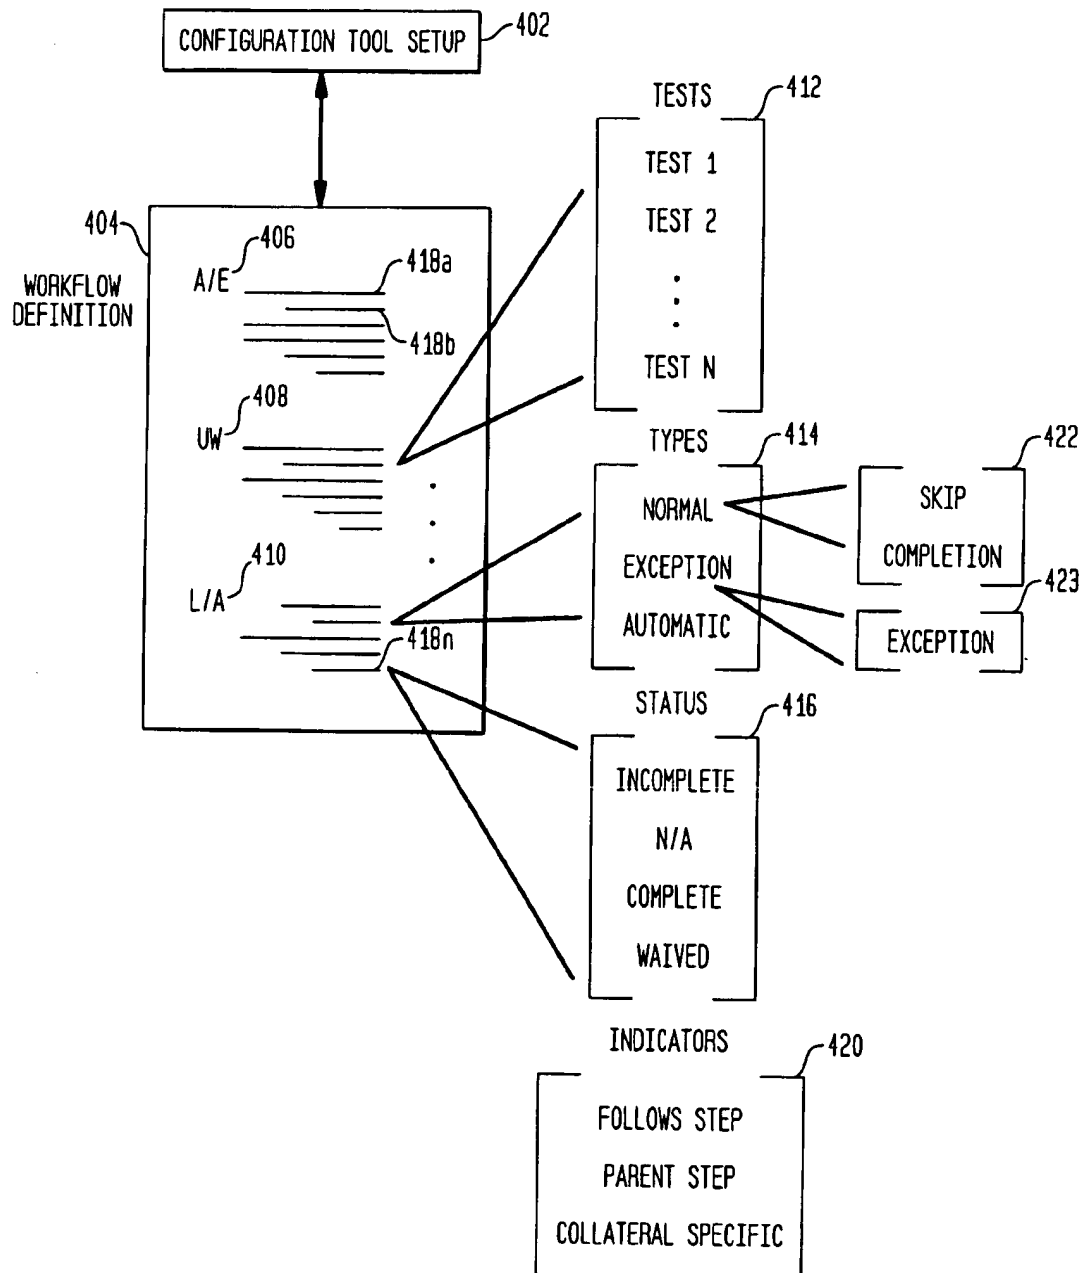 CONFIGURATION TOOL SETUP
402
404
WORKFLOW
DEFINITION
A/E
406
418a
418b
UW
408
L/A
410
418n
TESTS
412
TEST 1
TEST 2
TEST N
TYPES
414
NORMAL
EXCEPTION
AUTOMATIC
422
SKIP
COMPLETION
423
EXCEPTION
STATUS
416
INCOMPLETE
N/A
COMPLETE
WAIVED
INDICATORS
420
FOLLOWS STEP
PARENT STEP
COLLATERAL SPECIFIC